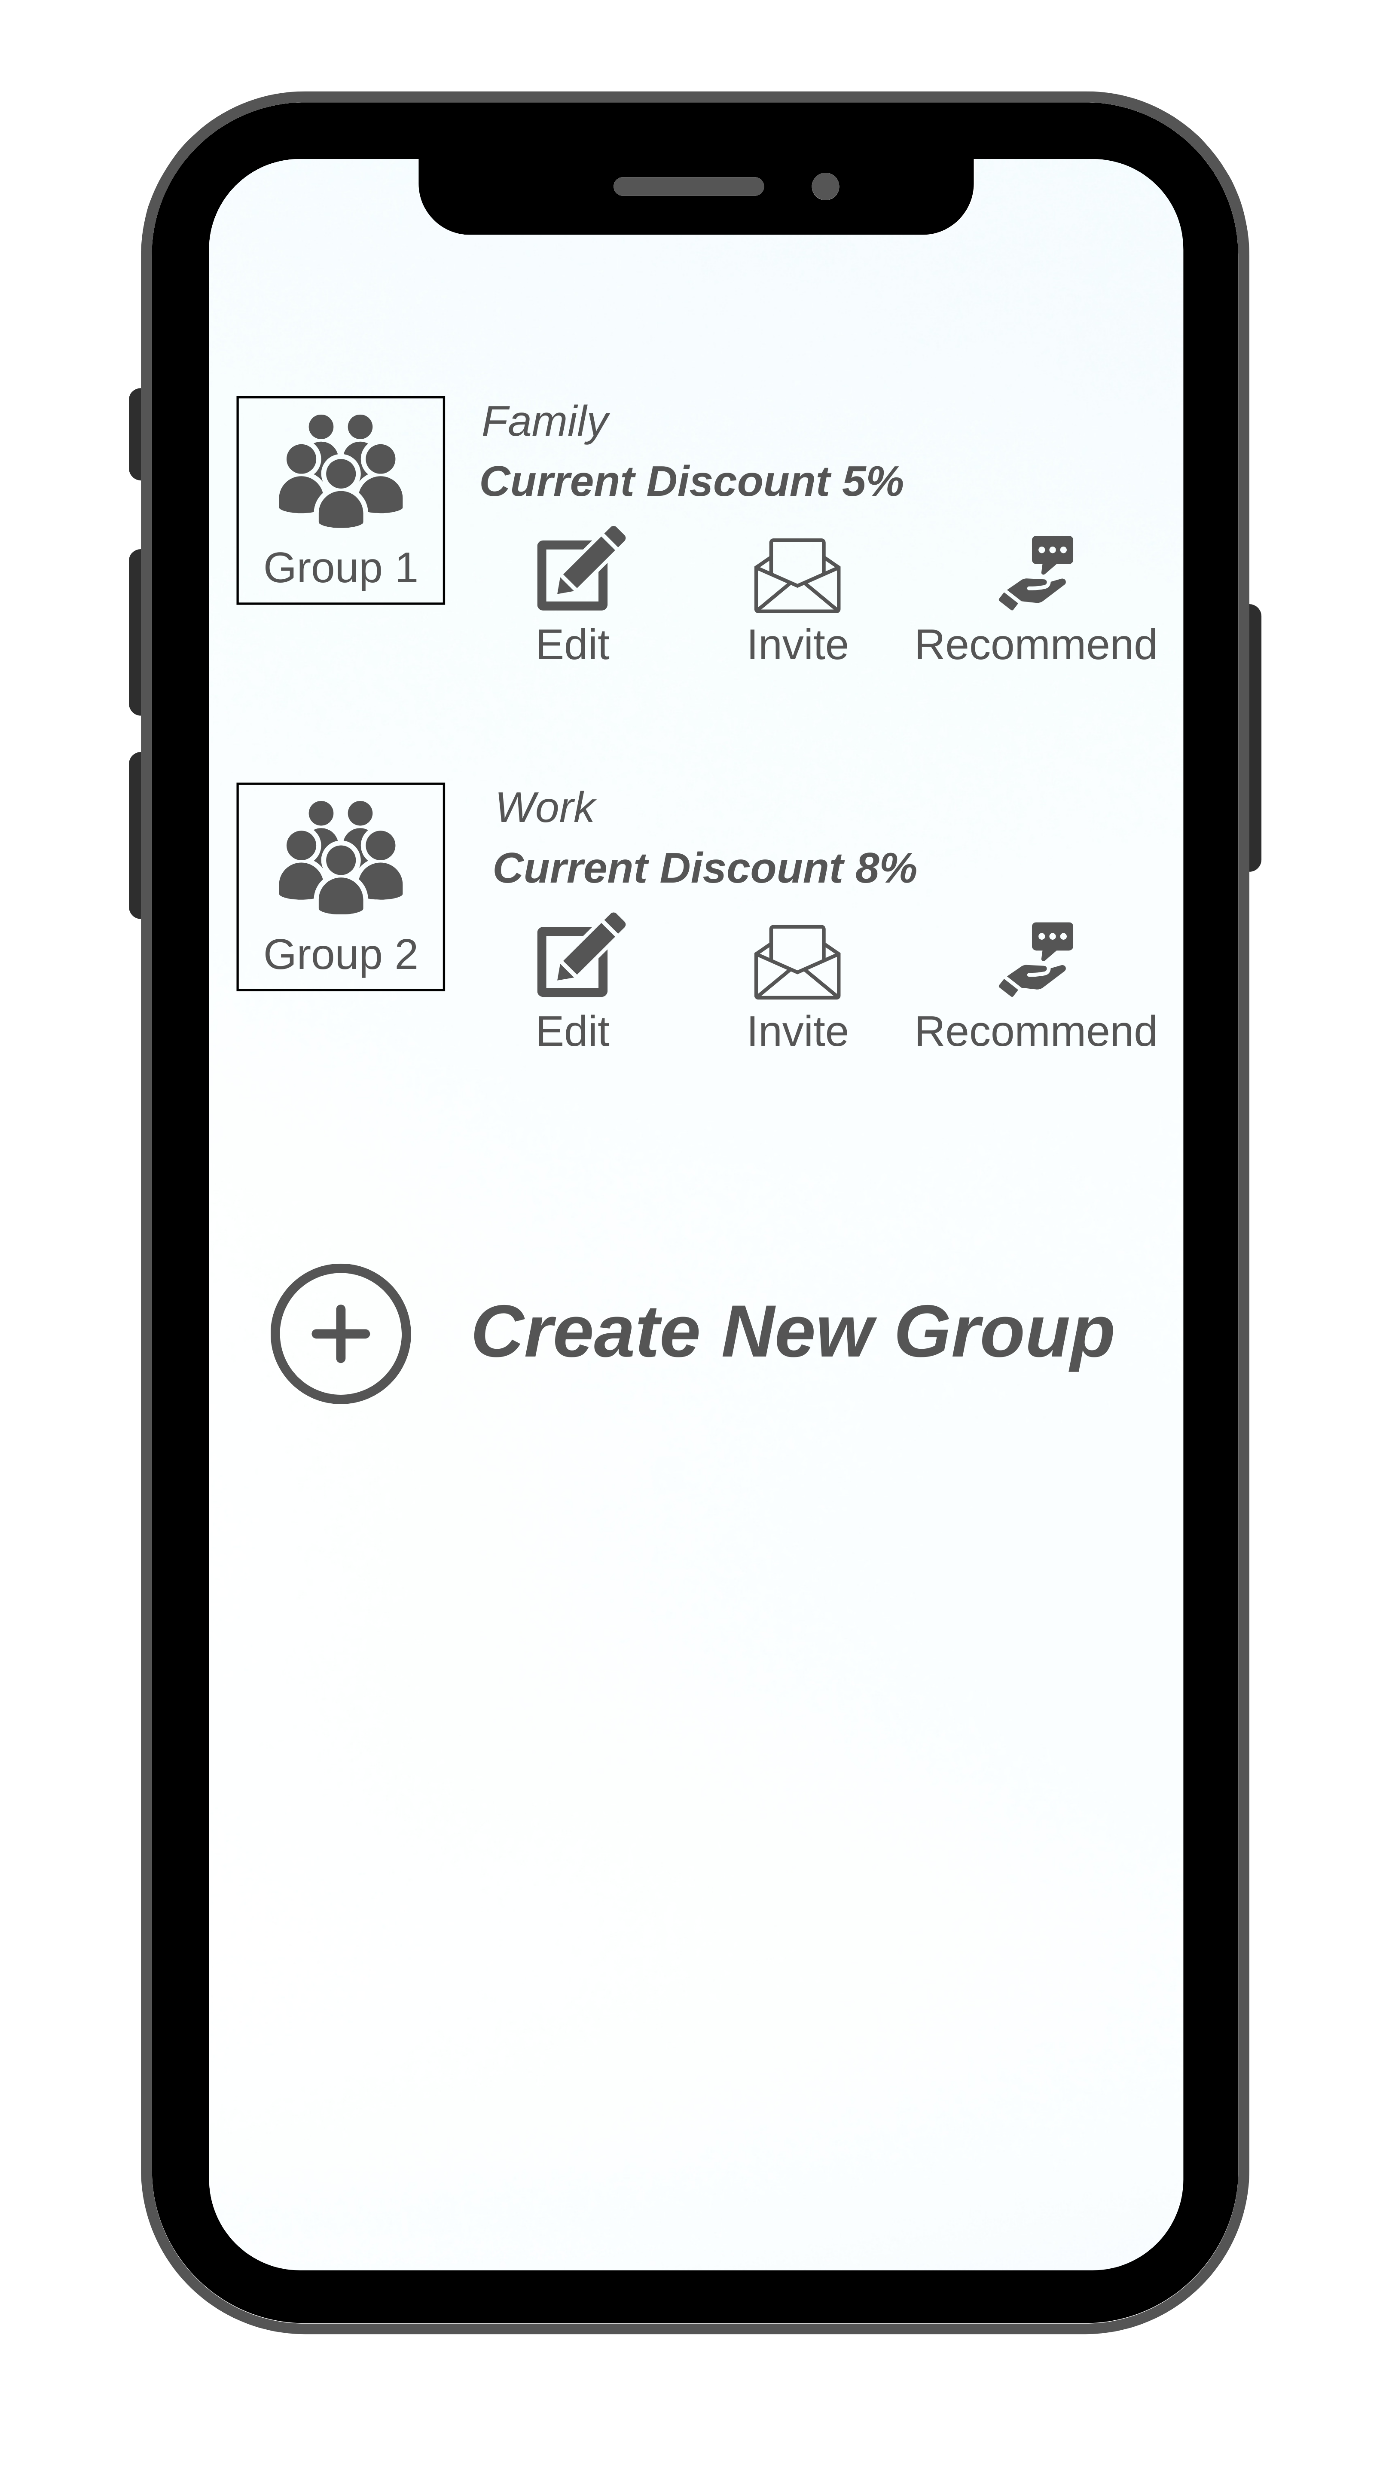 Family
Current Discount 5%
Group 1
Edit Invite Recommend
Work
Current Discount 8%
Group 2
Edit Invite Recommend
Create New Group